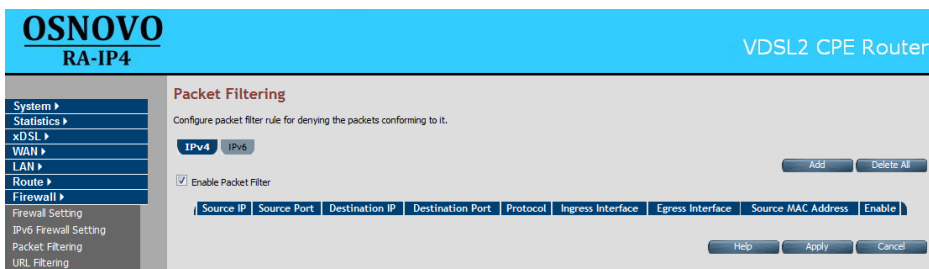 OSNOVO
RA-IP4
VDSL2 CPE Router
System
Statistics
xDSL
WAN
LAN
Route
Firewall
Firewall Setting
IPv6 Firewall Setting
Packet Filtering
URL Filtering
Packet Filtering
Configure packet filter rule for denying the packets conforming to it.
IPv4 IPv6
Add Delete All
Enable Packet Filter
Source IP Source Port Destination IP Destination Port Protocol Ingress Interface Egress Interface Source MAC Address Enable
Help Apply Cancel